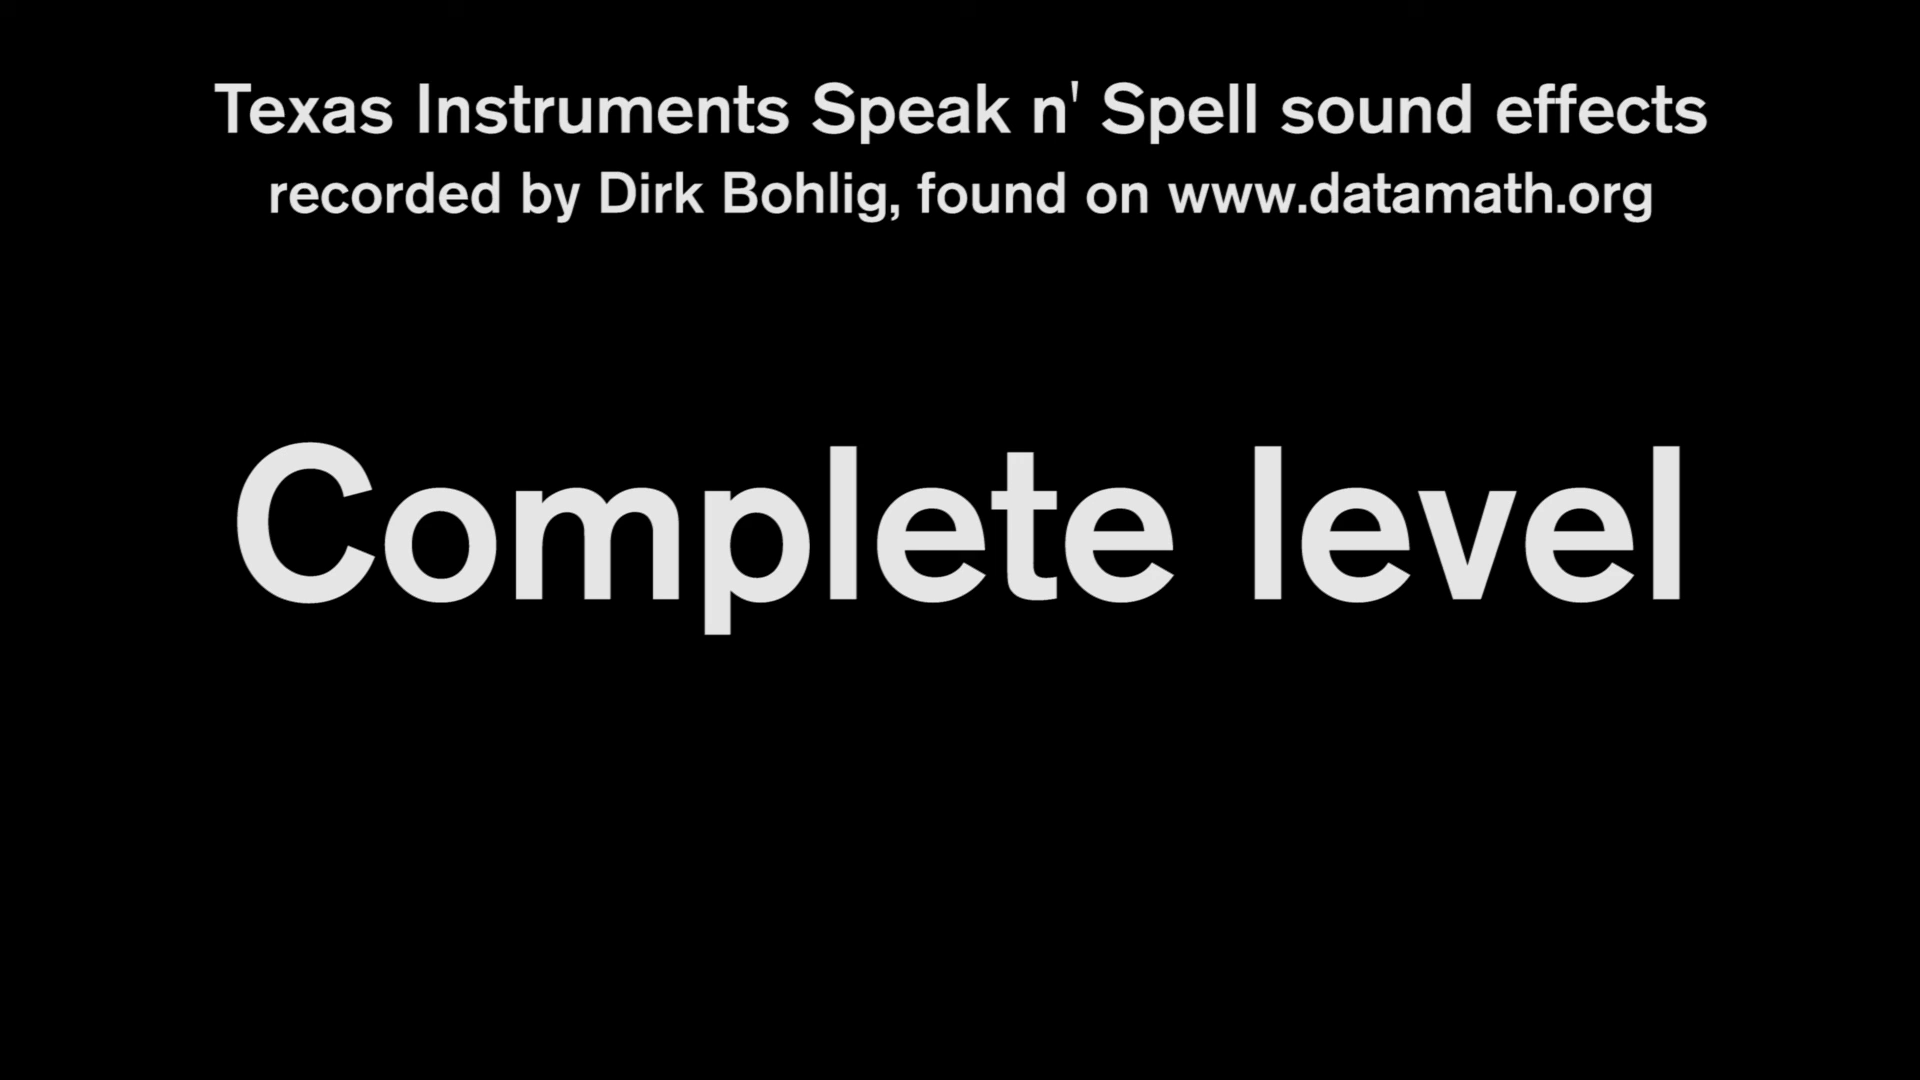 Texas Instruments Speak n' Spell sound effects
recorded by Dirk Bohlig, found on www.datamath.org
Complete level